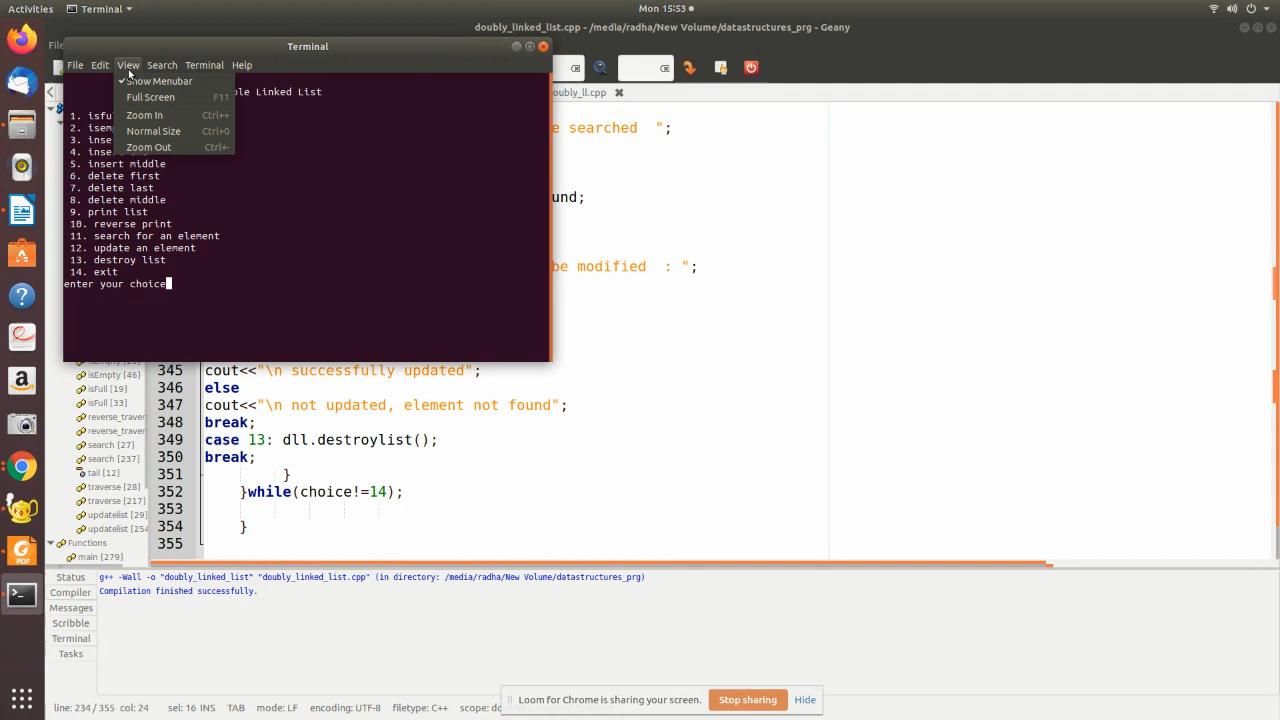 Activities
Terminal
Mon 15:53
doubly_linked_list.cpp - /media/radha/New Volume/datastructures_prg - Geany
Terminal
File Edit View Search Terminal Help
Show Menubar
Full Screen F11
Zoom In Ctrl++
Normal Size Ctrl+0
Zoom Out Ctrl+-
ole Linked List
1. isfu
2. isem
3. inse
4. insert end
5. insert middle
6. delete first
7. delete last
8. delete middle
9. print list
10. reverse print
11. search for an element
12. update an element
13. destroy list
14. exit
enter your choice
oubly_ll.cpp
e searched ";
und;
be modified : ";
345 cout<<"\n successfully updated";
346 else
347 cout<<"\n not updated, element not found";
348 break;
349 case 13: dll.destroylist();
350 break;
351 }
352 }while(choice!=14);
353
354 }
355
isEmpty [46]
isFull [19]
isFull [33]
reverse_traver
reverse_traver
search [27]
search [237]
tail [12]
traverse [28]
traverse [217]
updatelist [29]
updatelist [254
Functions
main [279]
Status
Compiler
Messages
Scribble
Terminal
Tasks
g++ -Wall -o "doubly_linked_list" "doubly_linked_list.cpp" (in directory: /media/radha/New Volume/datastructures_prg)
Compilation finished successfully.
Loom for Chrome is sharing your screen. Stop sharing Hide
line: 234 / 355 col: 24 sel: 16 INS TAB mode: LF encoding: UTF-8 filetype: C++ scope: do